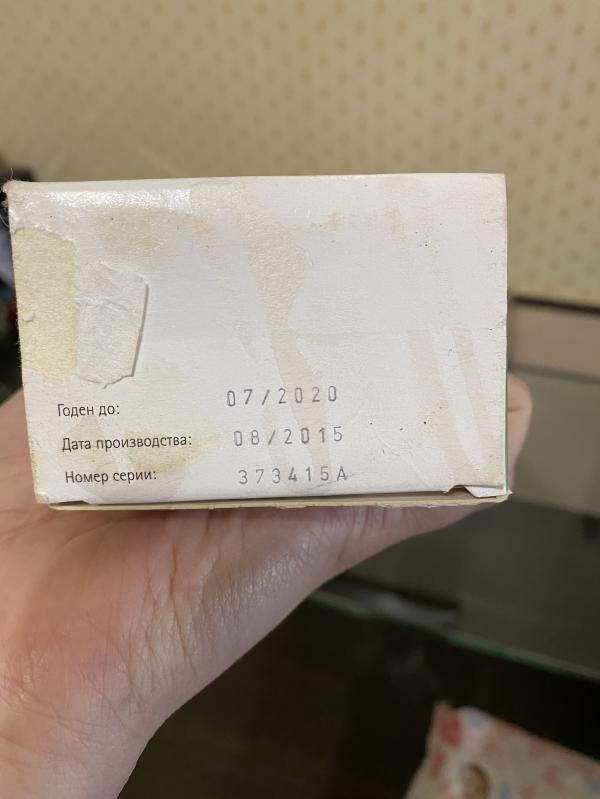 Годен до: 07/2020
Дата производства: 08/2015
Номер серии: 373415A